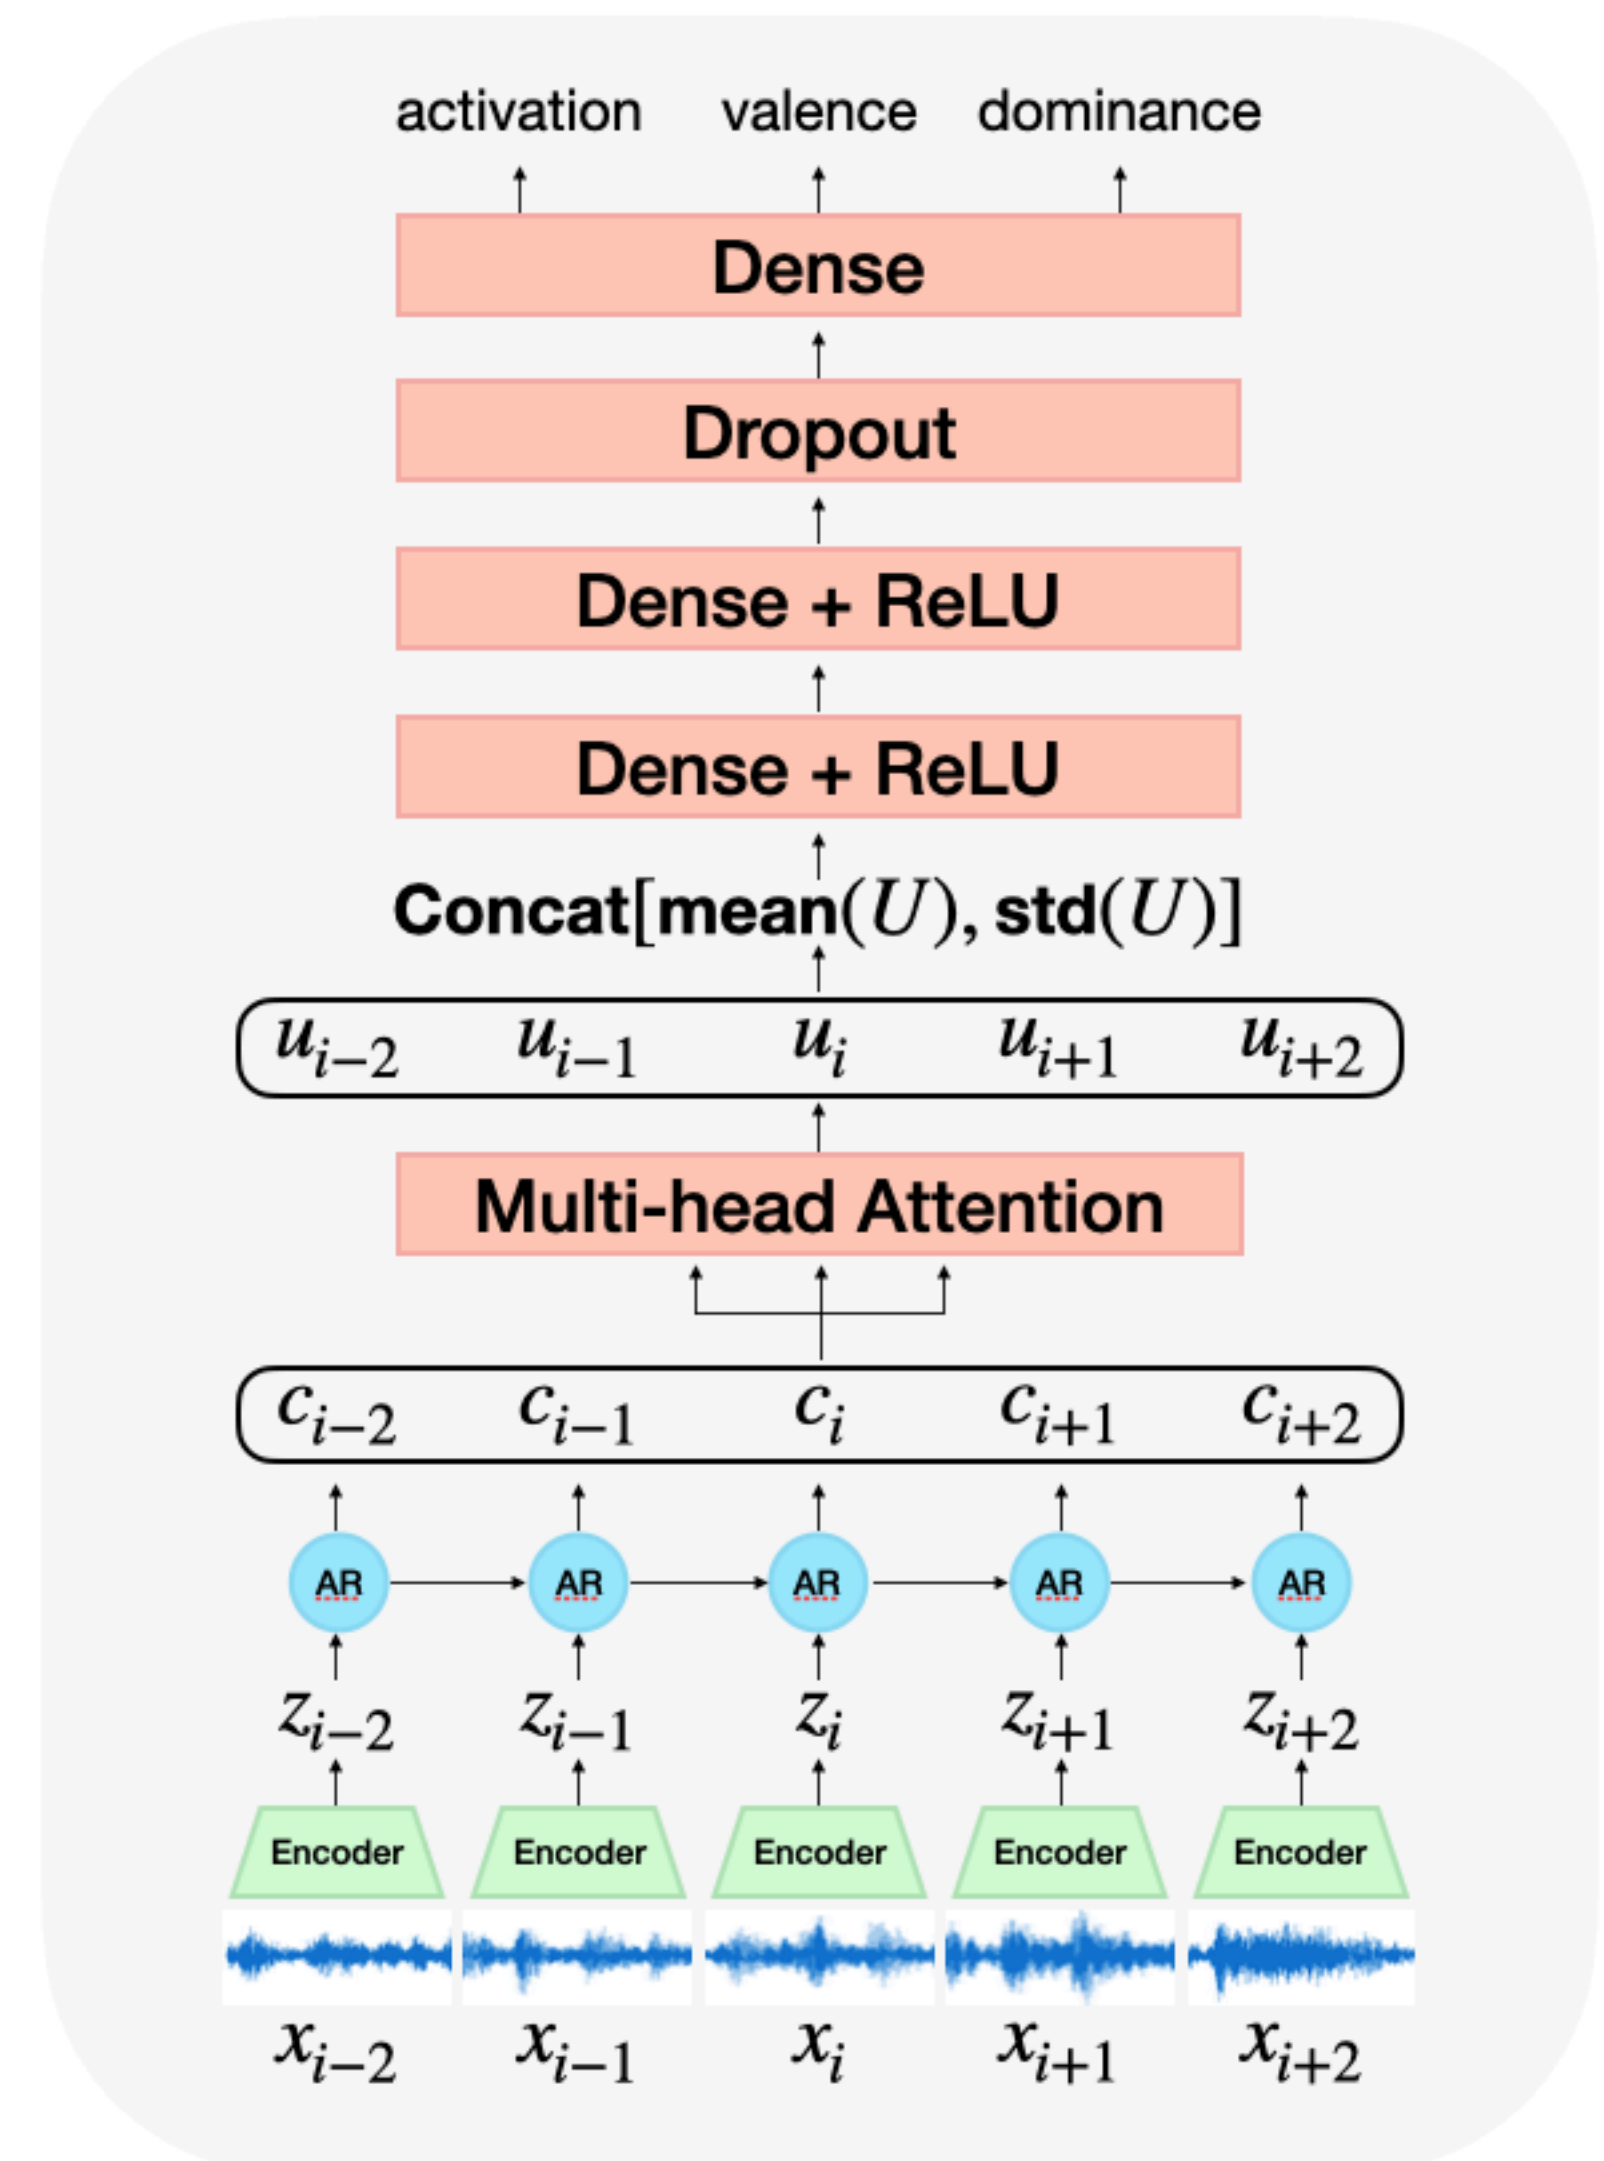 activation valence dominance
Dense
Dropout
Dense + ReLU
Dense + ReLU
Concat[mean(U), std(U)]
u_{i−2} u_{i−1} u_i u_{i+1} u_{i+2}
Multi-head Attention
c_{i−2} c_{i−1} c_i c_{i+1} c_{i+2}
AR AR AR AR AR
z_{i−2} z_{i−1} z_i z_{i+1} z_{i+2}
Encoder Encoder Encoder Encoder Encoder
x_{i−2} x_{i−1} x_i x_{i+1} x_{i+2}